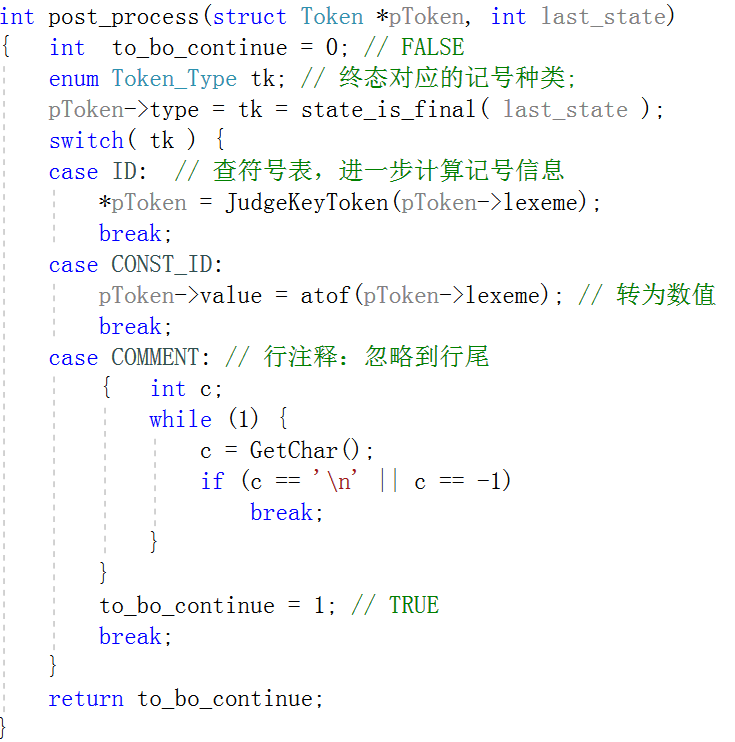 int post_process(struct Token *pToken, int last_state)
{   int  to_bo_continue = 0; // FALSE
    enum Token_Type tk; // 终态对应的记号种类;
    pToken->type = tk = state_is_final( last_state );
    switch( tk ) {
    case ID:  // 查符号表，进一步计算记号信息
        *pToken = JudgeKeyToken(pToken->lexeme);
        break;
    case CONST_ID:
        pToken->value = atof(pToken->lexeme); // 转为数值
        break;
    case COMMENT: // 行注释：忽略到行尾
        {   int c;
            while (1) {
                c = GetChar();
                if (c == '\n' || c == -1)
                    break;
            }
        }
        to_bo_continue = 1; // TRUE
        break;
    }
    return to_bo_continue;
}